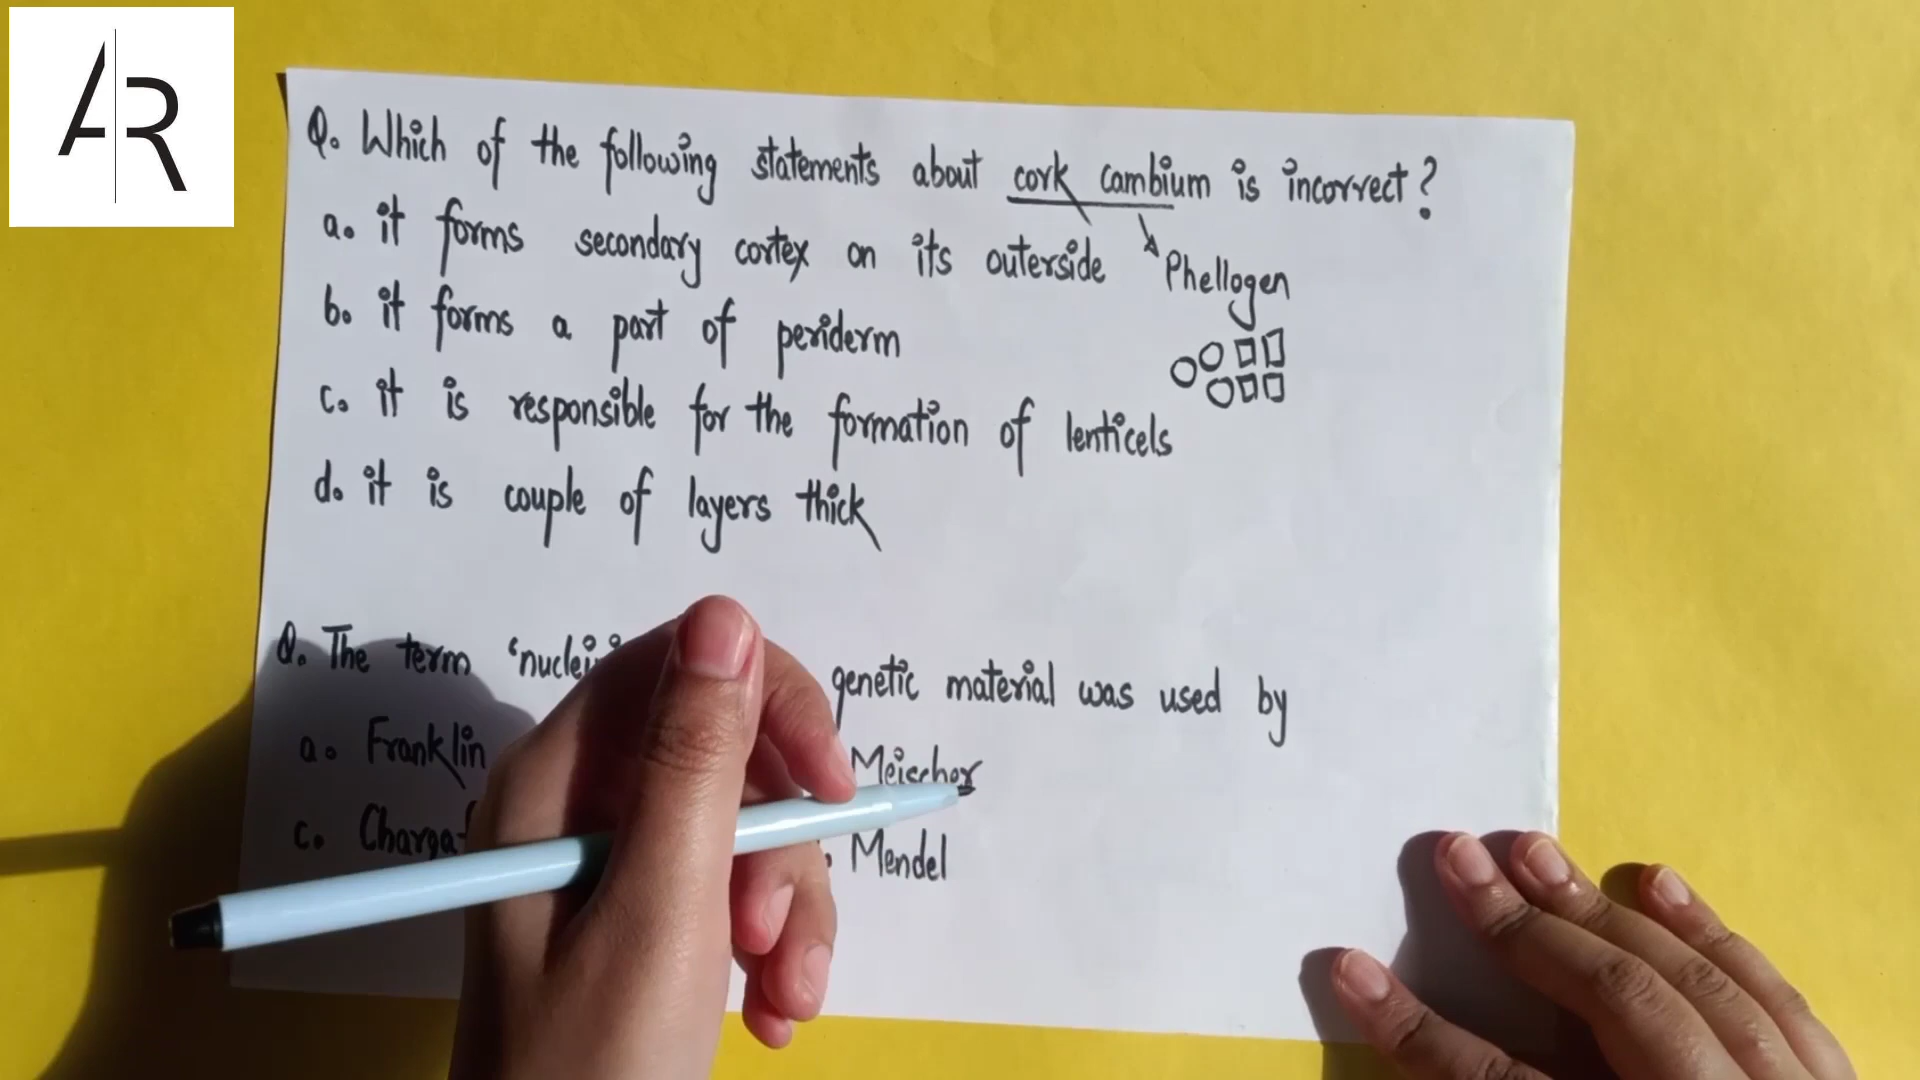 AR
Q. Which of the following statements about cork cambium is incorrect?
a. it forms secondary cortex on its outerside
Phellogen
b. it forms a part of periderm
c. it is responsible for the formation of lenticels
d. it is couple of layers thick
Q. The term genetic material was used by
a. Franklin Meischer
c. Mendel